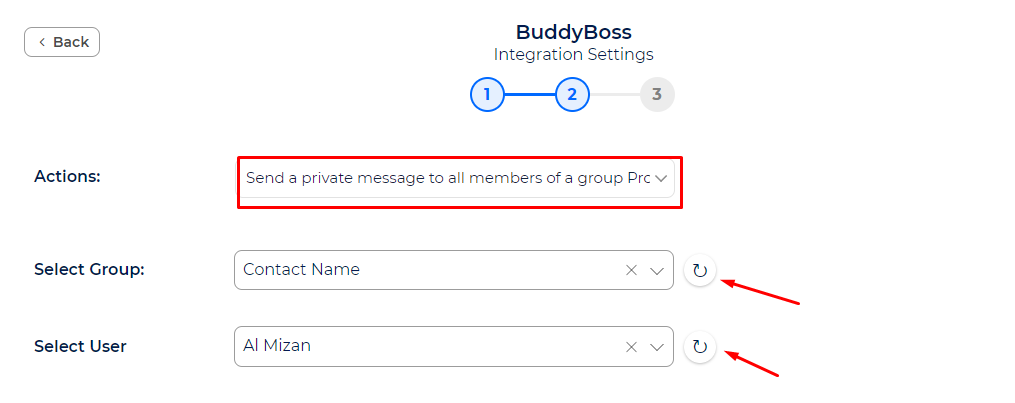 Back
BuddyBoss
Integration Settings
1 2 3
Actions:
Send a private message to all members of a group Prc
Select Group:
Contact Name
Select User
Al Mizan